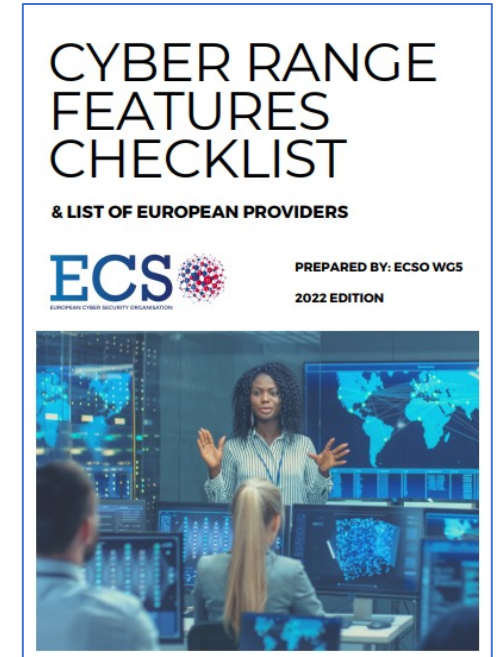 CYBER RANGE
FEATURES
CHECKLIST
& LIST OF EUROPEAN PROVIDERS
ECS
EUROPEAN CYBER SECURITY ORGANISATION
PREPARED BY: ECSO WG5
2022 EDITION